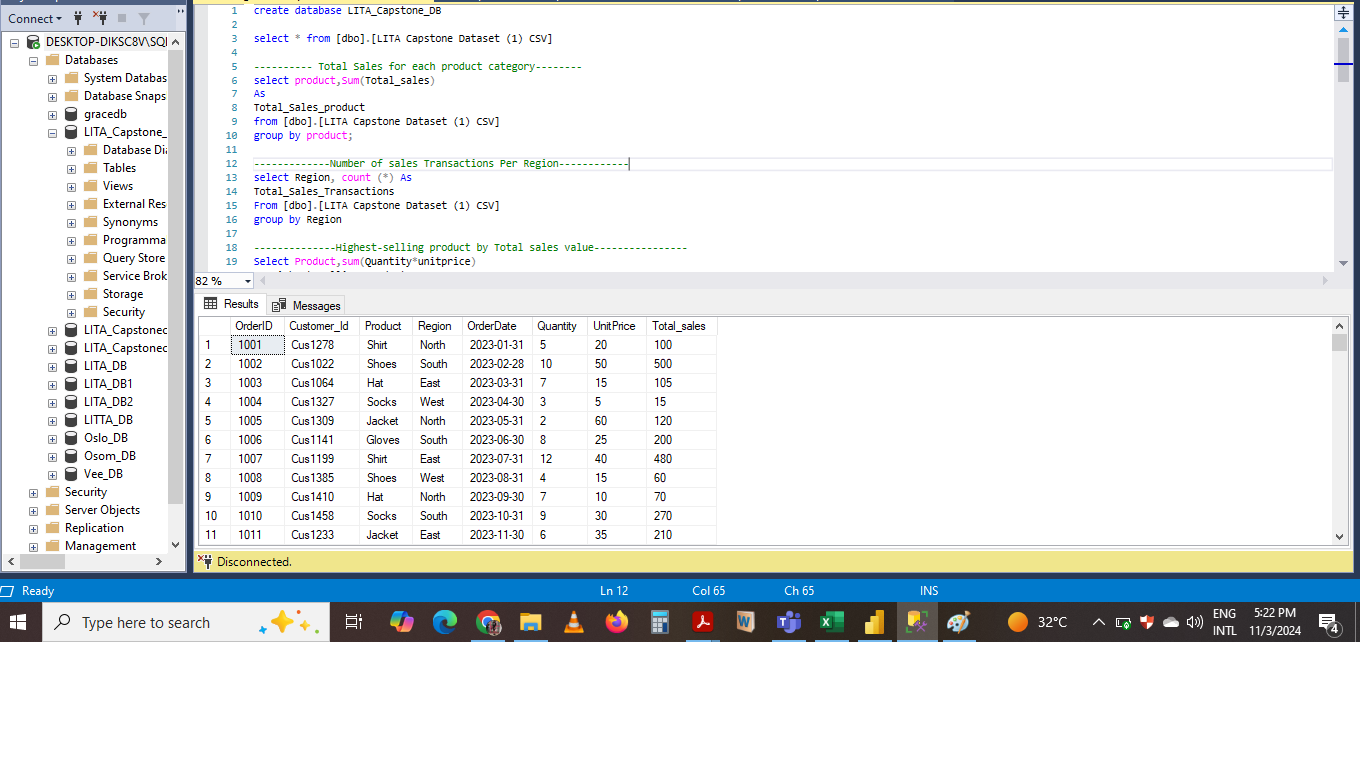 Connect
DESKTOP-DIKSC8V\SQL
Databases
System Databas
Database Snaps
gracedb
LITA_Capstone_
Database Dia
Tables
Views
External Res
Synonyms
Programma
Query Store
Service Brok
Storage
Security
LITA_Capstonec
LITA_Capstonec
LITA_DB
LITA_DB1
LITA_DB2
LITTA_DB
Oslo_DB
Osom_DB
Vee_DB
Security
Server Objects
Replication
Management
1 create database LITA_Capstone_DB
2
3 select * from [dbo].[LITA Capstone Dataset (1) CSV]
4
5 ---------- Total Sales for each product category--------
6 select product,Sum(Total_sales)
7 As
8 Total_Sales_product
9 from [dbo].[LITA Capstone Dataset (1) CSV]
10 group by product;
11
12 -------------Number of sales Transactions Per Region------------
13 select Region, count (*) As
14 Total_Sales_Transactions
15 From [dbo].[LITA Capstone Dataset (1) CSV]
16 group by Region
17
18 --------------Highest-selling product by Total sales value----------------
19 Select Product,sum(Quantity*unitprice)
82 %
Results Messages
OrderID Customer_Id Product Region OrderDate Quantity UnitPrice Total_sales
1 1001 Cus1278 Shirt North 2023-01-31 5 20 100
2 1002 Cus1022 Shoes South 2023-02-28 10 50 500
3 1003 Cus1064 Hat East 2023-03-31 7 15 105
4 1004 Cus1327 Socks West 2023-04-30 3 5 15
5 1005 Cus1309 Jacket North 2023-05-31 2 60 120
6 1006 Cus1141 Gloves South 2023-06-30 8 25 200
7 1007 Cus1199 Shirt East 2023-07-31 12 40 480
8 1008 Cus1385 Shoes West 2023-08-31 4 15 60
9 1009 Cus1410 Hat North 2023-09-30 7 10 70
10 1010 Cus1458 Socks South 2023-10-31 9 30 270
11 1011 Cus1233 Jacket East 2023-11-30 6 35 210
Disconnected.
Ready Ln 12 Col 65 Ch 65 INS
Type here to search
32°C
ENG
INTL
5:22 PM
11/3/2024
4